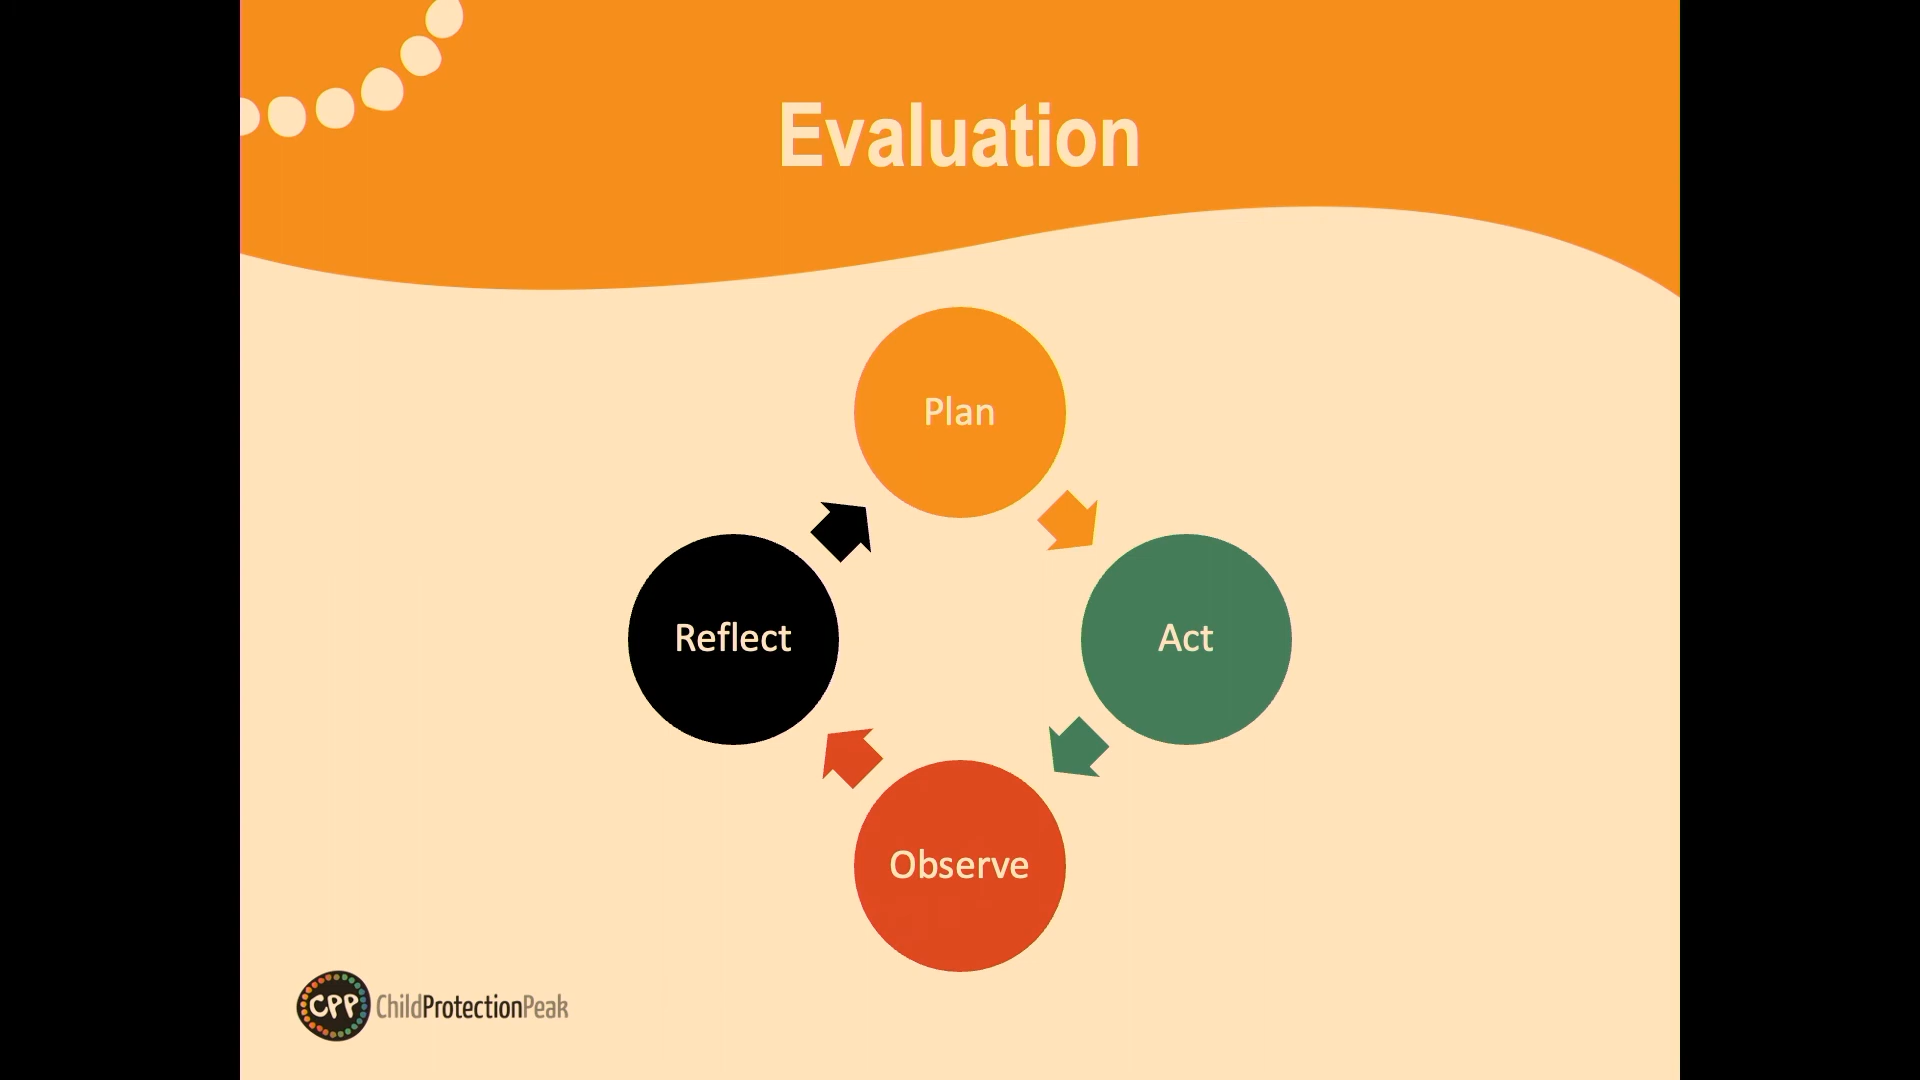 Evaluation
Plan
Act
Observe
Reflect
CPP ChildProtectionPeak